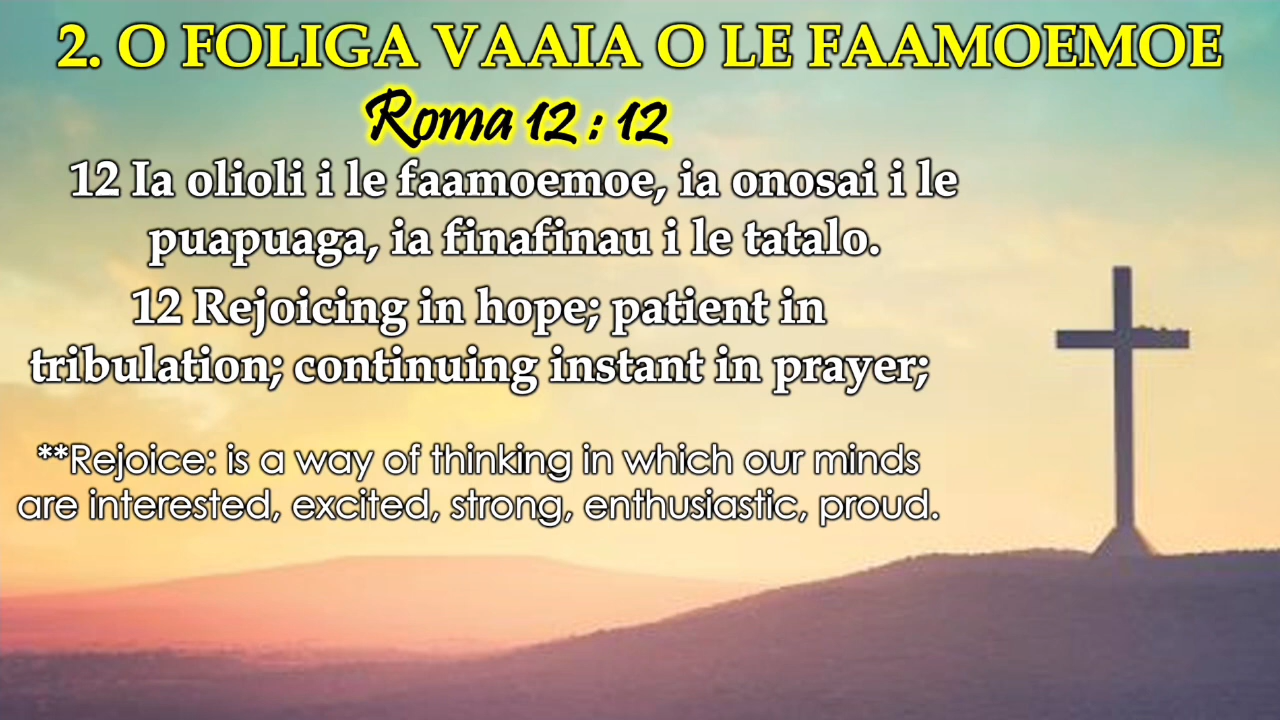 2. O FOLIGA VAAIA O LE FAAMOEMOE
Roma 12 : 12
12 Ia olioli i le faamoemoe, ia onosai i le
puapuaga, ia finafinau i le tatalo.
12 Rejoicing in hope; patient in
tribulation; continuing instant in prayer;
**Rejoice: is a way of thinking in which our minds
are interested, excited, strong, enthusiastic, proud.